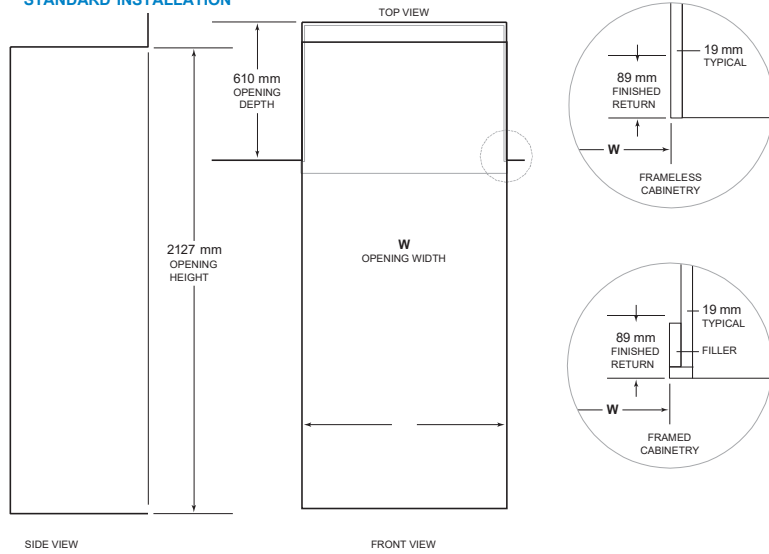 STANDARD INSTALLATION
TOP VIEW
610 mm
OPENING
DEPTH
2127 mm
OPENING
HEIGHT
W
OPENING WIDTH
SIDE VIEW
FRONT VIEW
19 mm
TYPICAL
89 mm
FINISHED
RETURN
W
FRAMELESS
CABINETRY
19 mm
TYPICAL
89 mm
FINISHED
RETURN
FILLER
W
FRAMED
CABINETRY